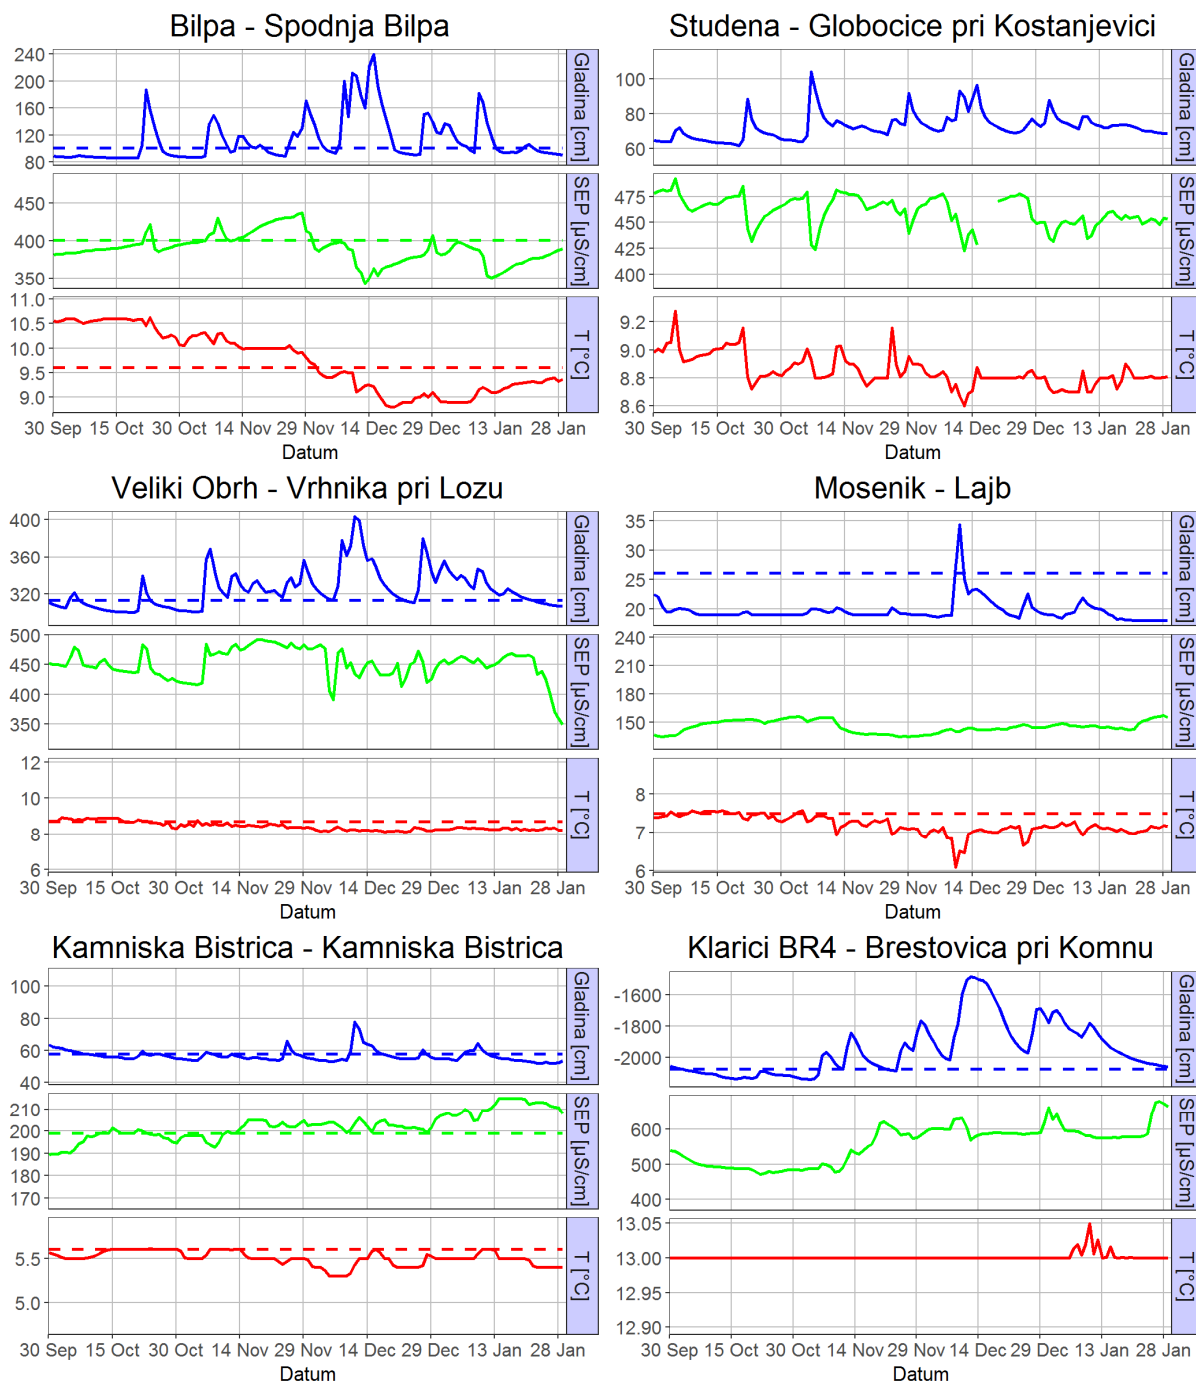 Bilpa - Spodnja Bilpa
240
200
160
120
80
Gladina [cm]
450
400
350
SEP [µS/cm]
11.0
10.5
10.0
9.5
9.0
T [°C]
30 Sep 15 Oct 30 Oct 14 Nov 29 Nov 14 Dec 29 Dec 13 Jan 28 Jan
Datum
Studena - Globocice pri Kostanjevici
100
80
60
Gladina [cm]
475
450
425
400
SEP [µS/cm]
9.2
9.0
8.8
8.6
T [°C]
30 Sep 15 Oct 30 Oct 14 Nov 29 Nov 14 Dec 29 Dec 13 Jan 28 Jan
Datum
Veliki Obrh - Vrhnika pri Lozu
400
360
320
Gladina [cm]
500
450
400
350
SEP [µS/cm]
12
10
8
6
T [°C]
30 Sep 15 Oct 30 Oct 14 Nov 29 Nov 14 Dec 29 Dec 13 Jan 28 Jan
Datum
Mosenik - Lajb
35
30
25
20
Gladina [cm]
240
210
180
150
SEP [µS/cm]
8
7
6
T [°C]
30 Sep 15 Oct 30 Oct 14 Nov 29 Nov 14 Dec 29 Dec 13 Jan 28 Jan
Datum
Kamniska Bistrica - Kamniska Bistrica
100
80
60
40
Gladina [cm]
210
200
190
180
170
SEP [µS/cm]
5.5
5.0
T [°C]
30 Sep 15 Oct 30 Oct 14 Nov 29 Nov 14 Dec 29 Dec 13 Jan 28 Jan
Datum
Klarici BR4 - Brestovica pri Komnu
-1600
-1800
-2000
Gladina [cm]
600
500
400
SEP [µS/cm]
13.05
13.00
12.95
12.90
T [°C]
30 Sep 15 Oct 30 Oct 14 Nov 29 Nov 14 Dec 29 Dec 13 Jan 28 Jan
Datum